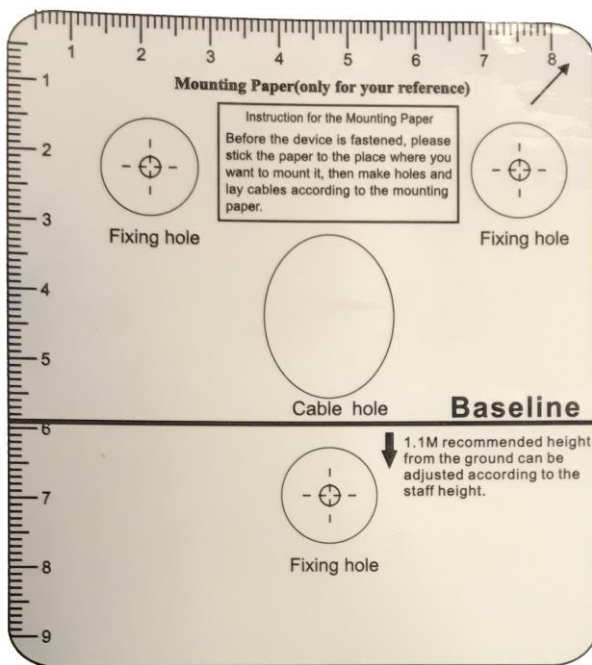 1 2 3 4 5 6 7 8
1
Mounting Paper(only for your reference)
Instruction for the Mounting Paper
Before the device is fastened, please
stick the paper to the place where you
want to mount it, then make holes and
lay cables according to the mounting
paper.
2
3
Fixing hole
Fixing hole
4
5
Cable hole
Baseline
6
1.1M recommended height
from the ground can be
adjusted according to the
staff height.
7
Fixing hole
8
9